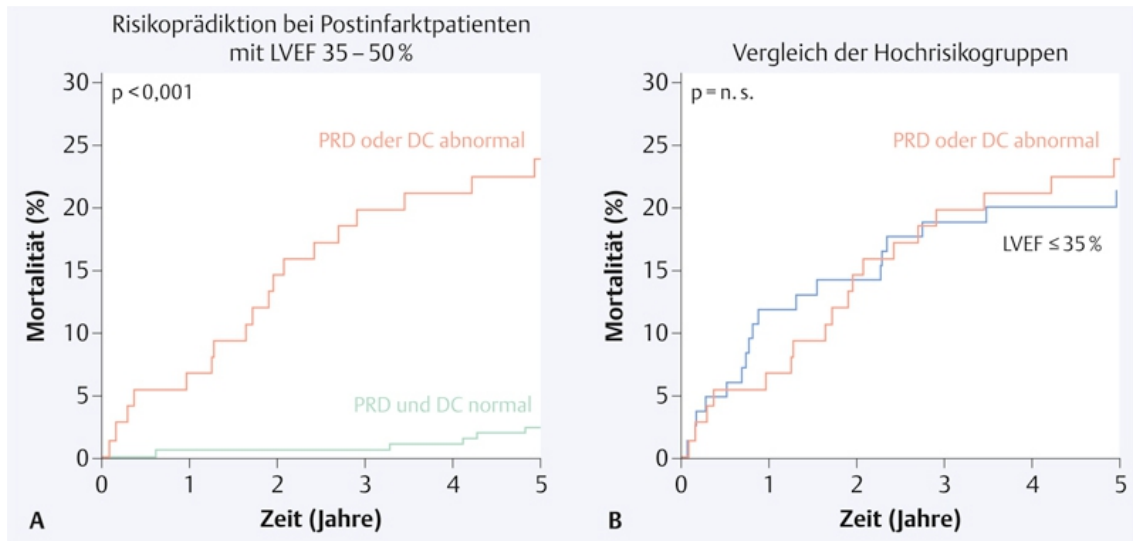 Risikoprädiktion bei Postinfarktpatienten
mit LVEF 35 – 50 %
30
25
20
15
10
5
0
Mortalität (%)
p < 0,001
PRD oder DC abnormal
PRD und DC normal
0 1 2 3 4 5
A
Zeit (Jahre)
Vergleich der Hochrisikogruppen
30
25
20
15
10
5
0
Mortalität (%)
p = n. s.
PRD oder DC abnormal
LVEF ≤ 35 %
0 1 2 3 4 5
B
Zeit (Jahre)